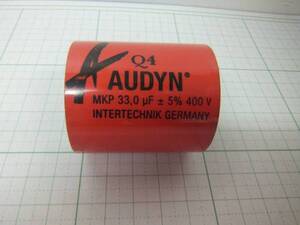 Q4
AUDYN®
MKP 33,0 µF ± 5% 400 V
INTERTECHNIK GERMANY